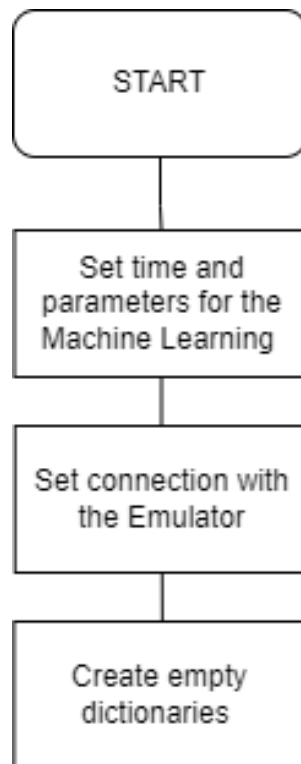 START
Set time and
parameters for the
Machine Learning
Set connection with
the Emulator
Create empty
dictionaries